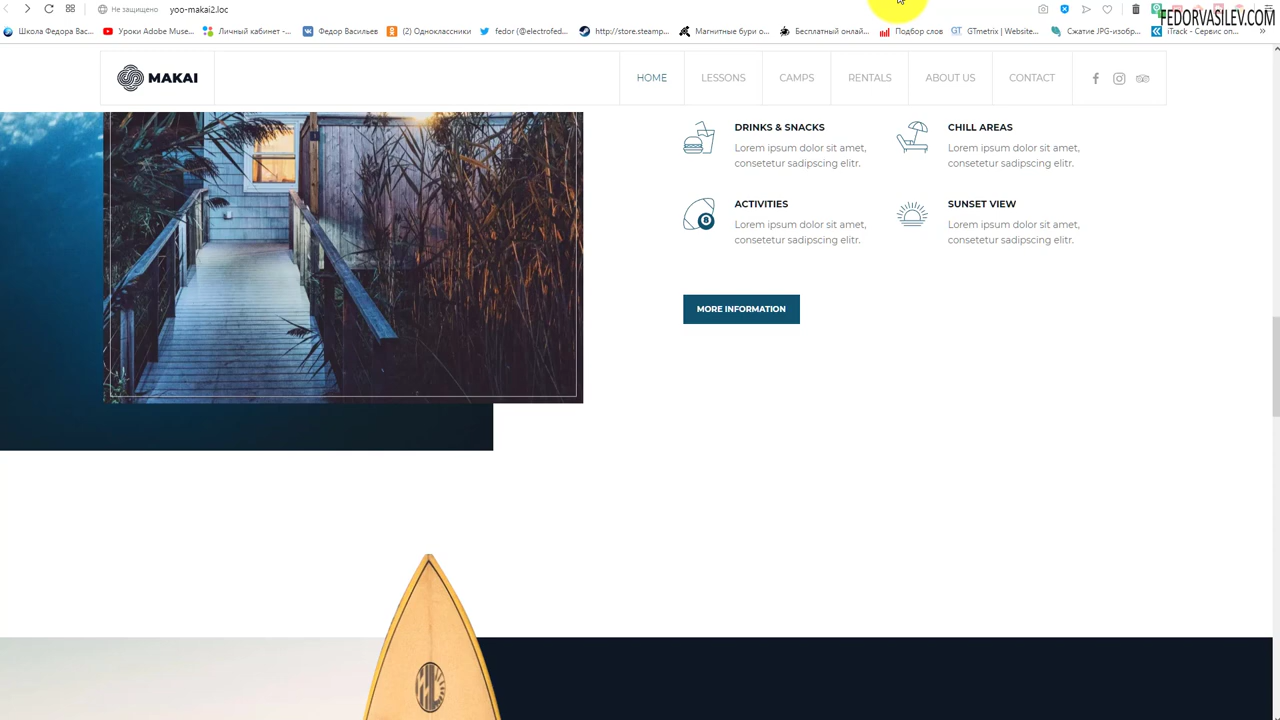 Не защищено yoo-makai2.loc
FEDORVASILEV.COM
Школа Федора Вас... Уроки Adobe Muse... Личный кабинет -... Федор Васильев (2) Одноклассники fedor (@electrofed... http://store.steamp... Магнитные бури о... Бесплатный онлай... Подбор слов GT GTmetrix | Website... Сжатие JPG-изобр... iTrack - Сервис оп...
MAKAI HOME LESSONS CAMPS RENTALS ABOUT US CONTACT
DRINKS & SNACKS
Lorem ipsum dolor sit amet,
consetetur sadipscing elitr.
CHILL AREAS
Lorem ipsum dolor sit amet,
consetetur sadipscing elitr.
ACTIVITIES
Lorem ipsum dolor sit amet,
consetetur sadipscing elitr.
8
SUNSET VIEW
Lorem ipsum dolor sit amet,
consetetur sadipscing elitr.
MORE INFORMATION